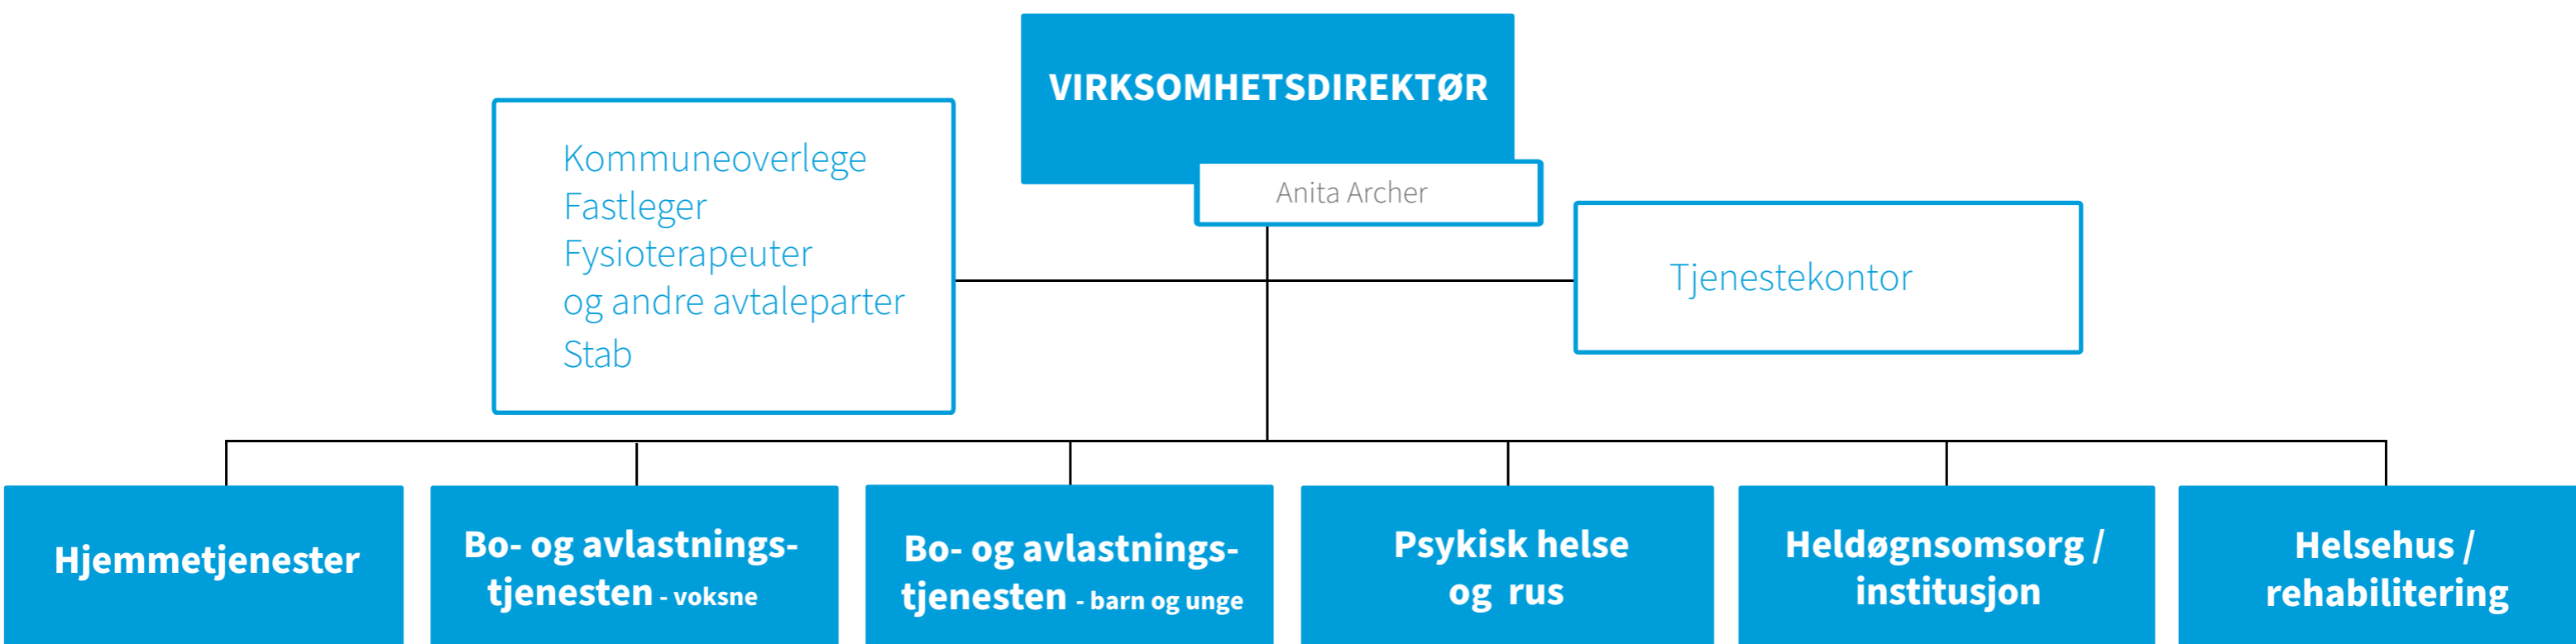 VIRKSOMHETSDIREKTØR
Anita Archer
Kommuneoverlege
Fastleger
Fysioterapeuter
og andre avtaleparter
Stab
Tjenestekontor
Hjemmetjenester
Bo- og avlastnings-
tjenesten - voksne
Bo- og avlastnings-
tjenesten - barn og unge
Psykisk helse
og rus
Heldøgnsomsorg /
institusjon
Helsehus /
rehabilitering